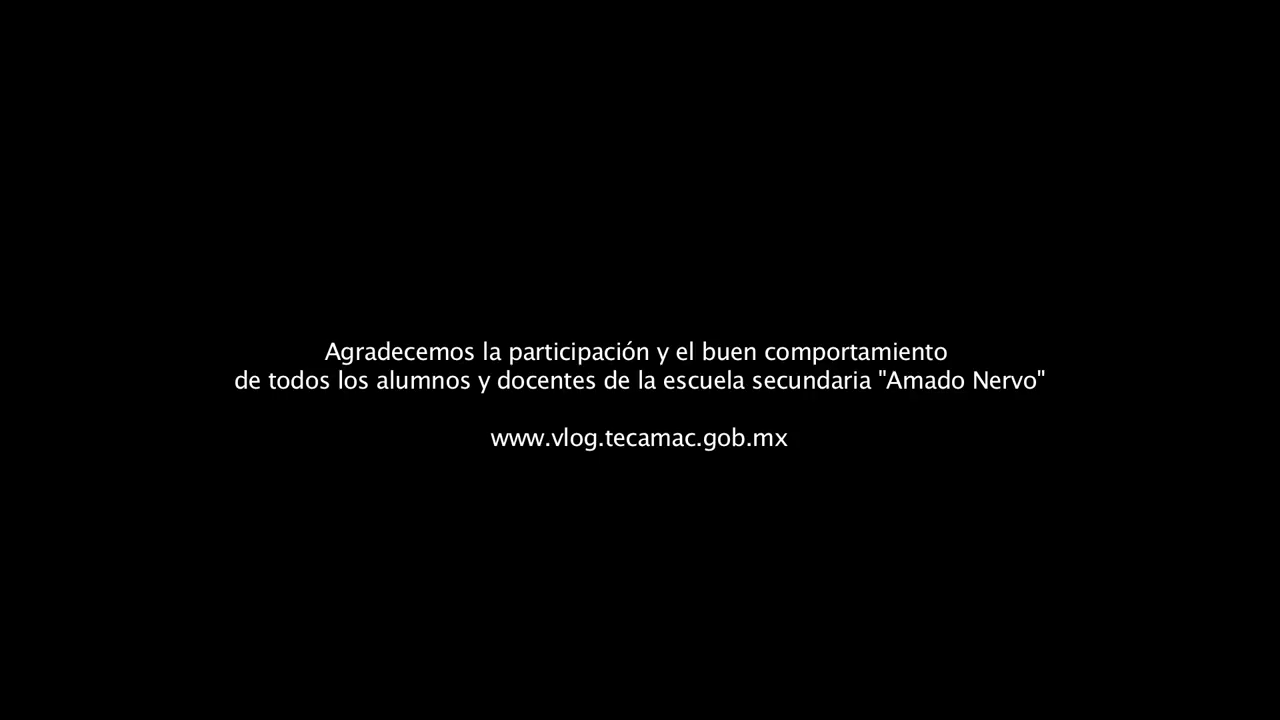 Agradecemos la participación y el buen comportamiento
de todos los alumnos y docentes de la escuela secundaria "Amado Nervo"
www.vlog.tecamac.gob.mx